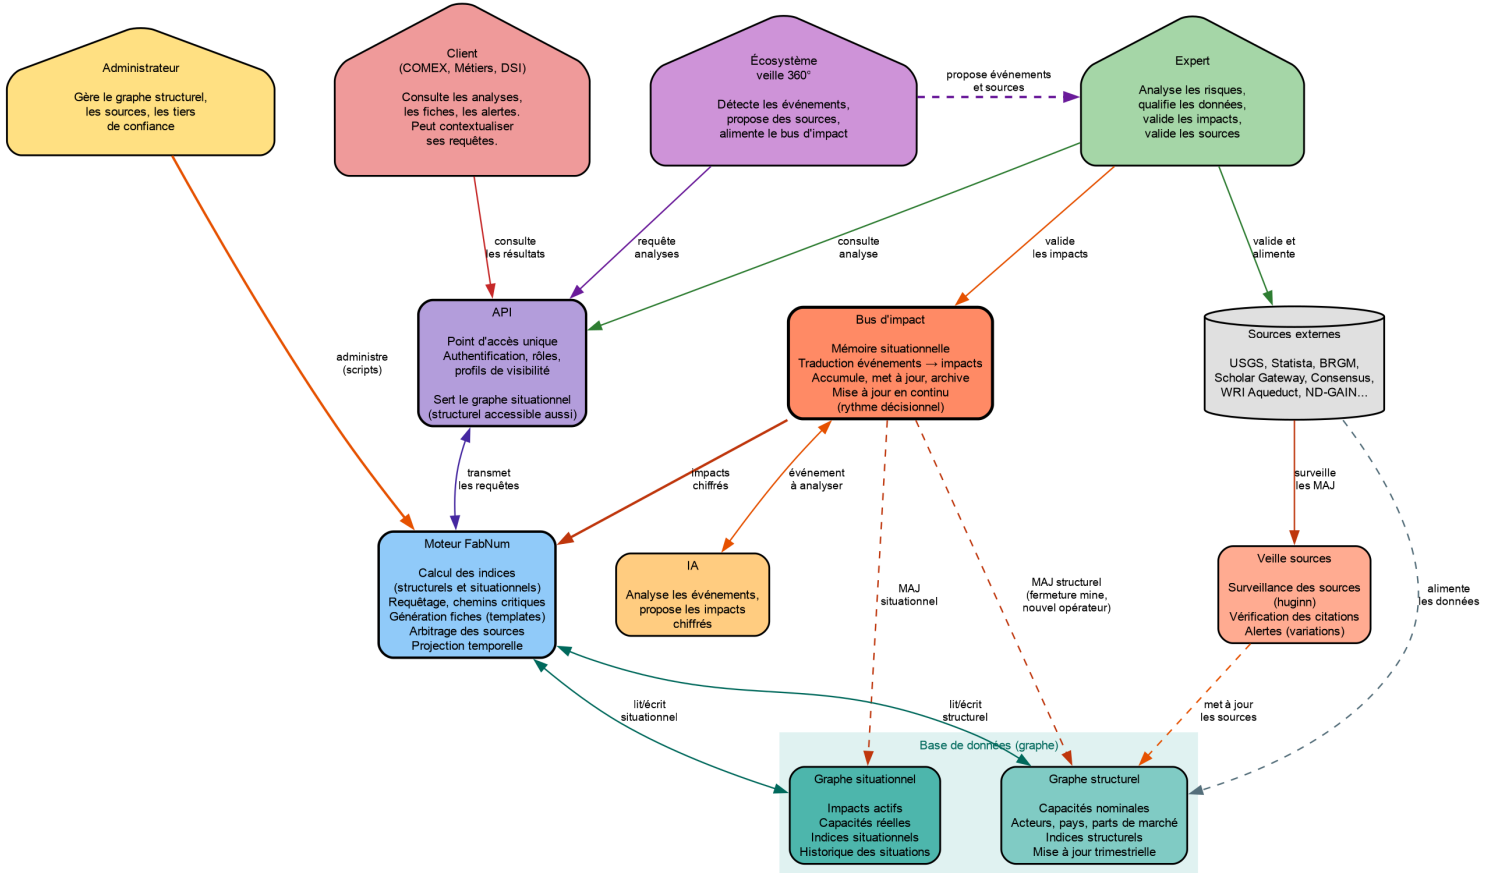 Administrateur
Gère le graphe structurel,
les sources, les tiers
de confiance
Client
(COMEX, Métiers, DSI)
Consulte les analyses,
les fiches, les alertes.
Peut contextualiser
ses requêtes.
Écosystème
veille 360°
Détecte les événements,
propose des sources,
alimente le bus d'impact
propose événements
et sources
Expert
Analyse les risques,
qualifie les données,
valide les impacts,
valide les sources
consulte
les résultats
requête
analyses
consulte
analyse
valide
les impacts
valide et
alimente
administre
(scripts)
API
Point d'accès unique
Authentification, rôles,
profils de visibilité
Sert le graphe situationnel
(structurel accessible aussi)
Bus d'impact
Mémoire situationnelle
Traduction événements → impacts
Accumule, met à jour, archive
Mise à jour en continu
(rythme décisionnel)
Sources externes
USGS, Statista, BRGM,
Scholar Gateway, Consensus,
WRI Aqueduct, ND-GAIN...
transmet
les requêtes
impacts
chiffrés
événement
à analyser
surveille
les MAJ
Moteur FabNum
Calcul des indices
(structurels et situationnels)
Requêtage, chemins critiques
Génération fiches (templates)
Arbitrage des sources
Projection temporelle
IA
Analyse les événements,
propose les impacts
chiffrés
MAJ
situationnel
MAJ structurel
(fermeture mine,
nouvel opérateur)
Veille sources
Surveillance des sources
(huginn)
Vérification des citations
Alertes (variations)
alimente
les données
lit/écrit
situationnel
lit/écrit
structurel
met à jour
les sources
Base de données (graphe)
Graphe situationnel
Impacts actifs
Capacités réelles
Indices situationnels
Historique des situations
Graphe structurel
Capacités nominales
Acteurs, pays, parts de marché
Indices structurels
Mise à jour trimestrielle